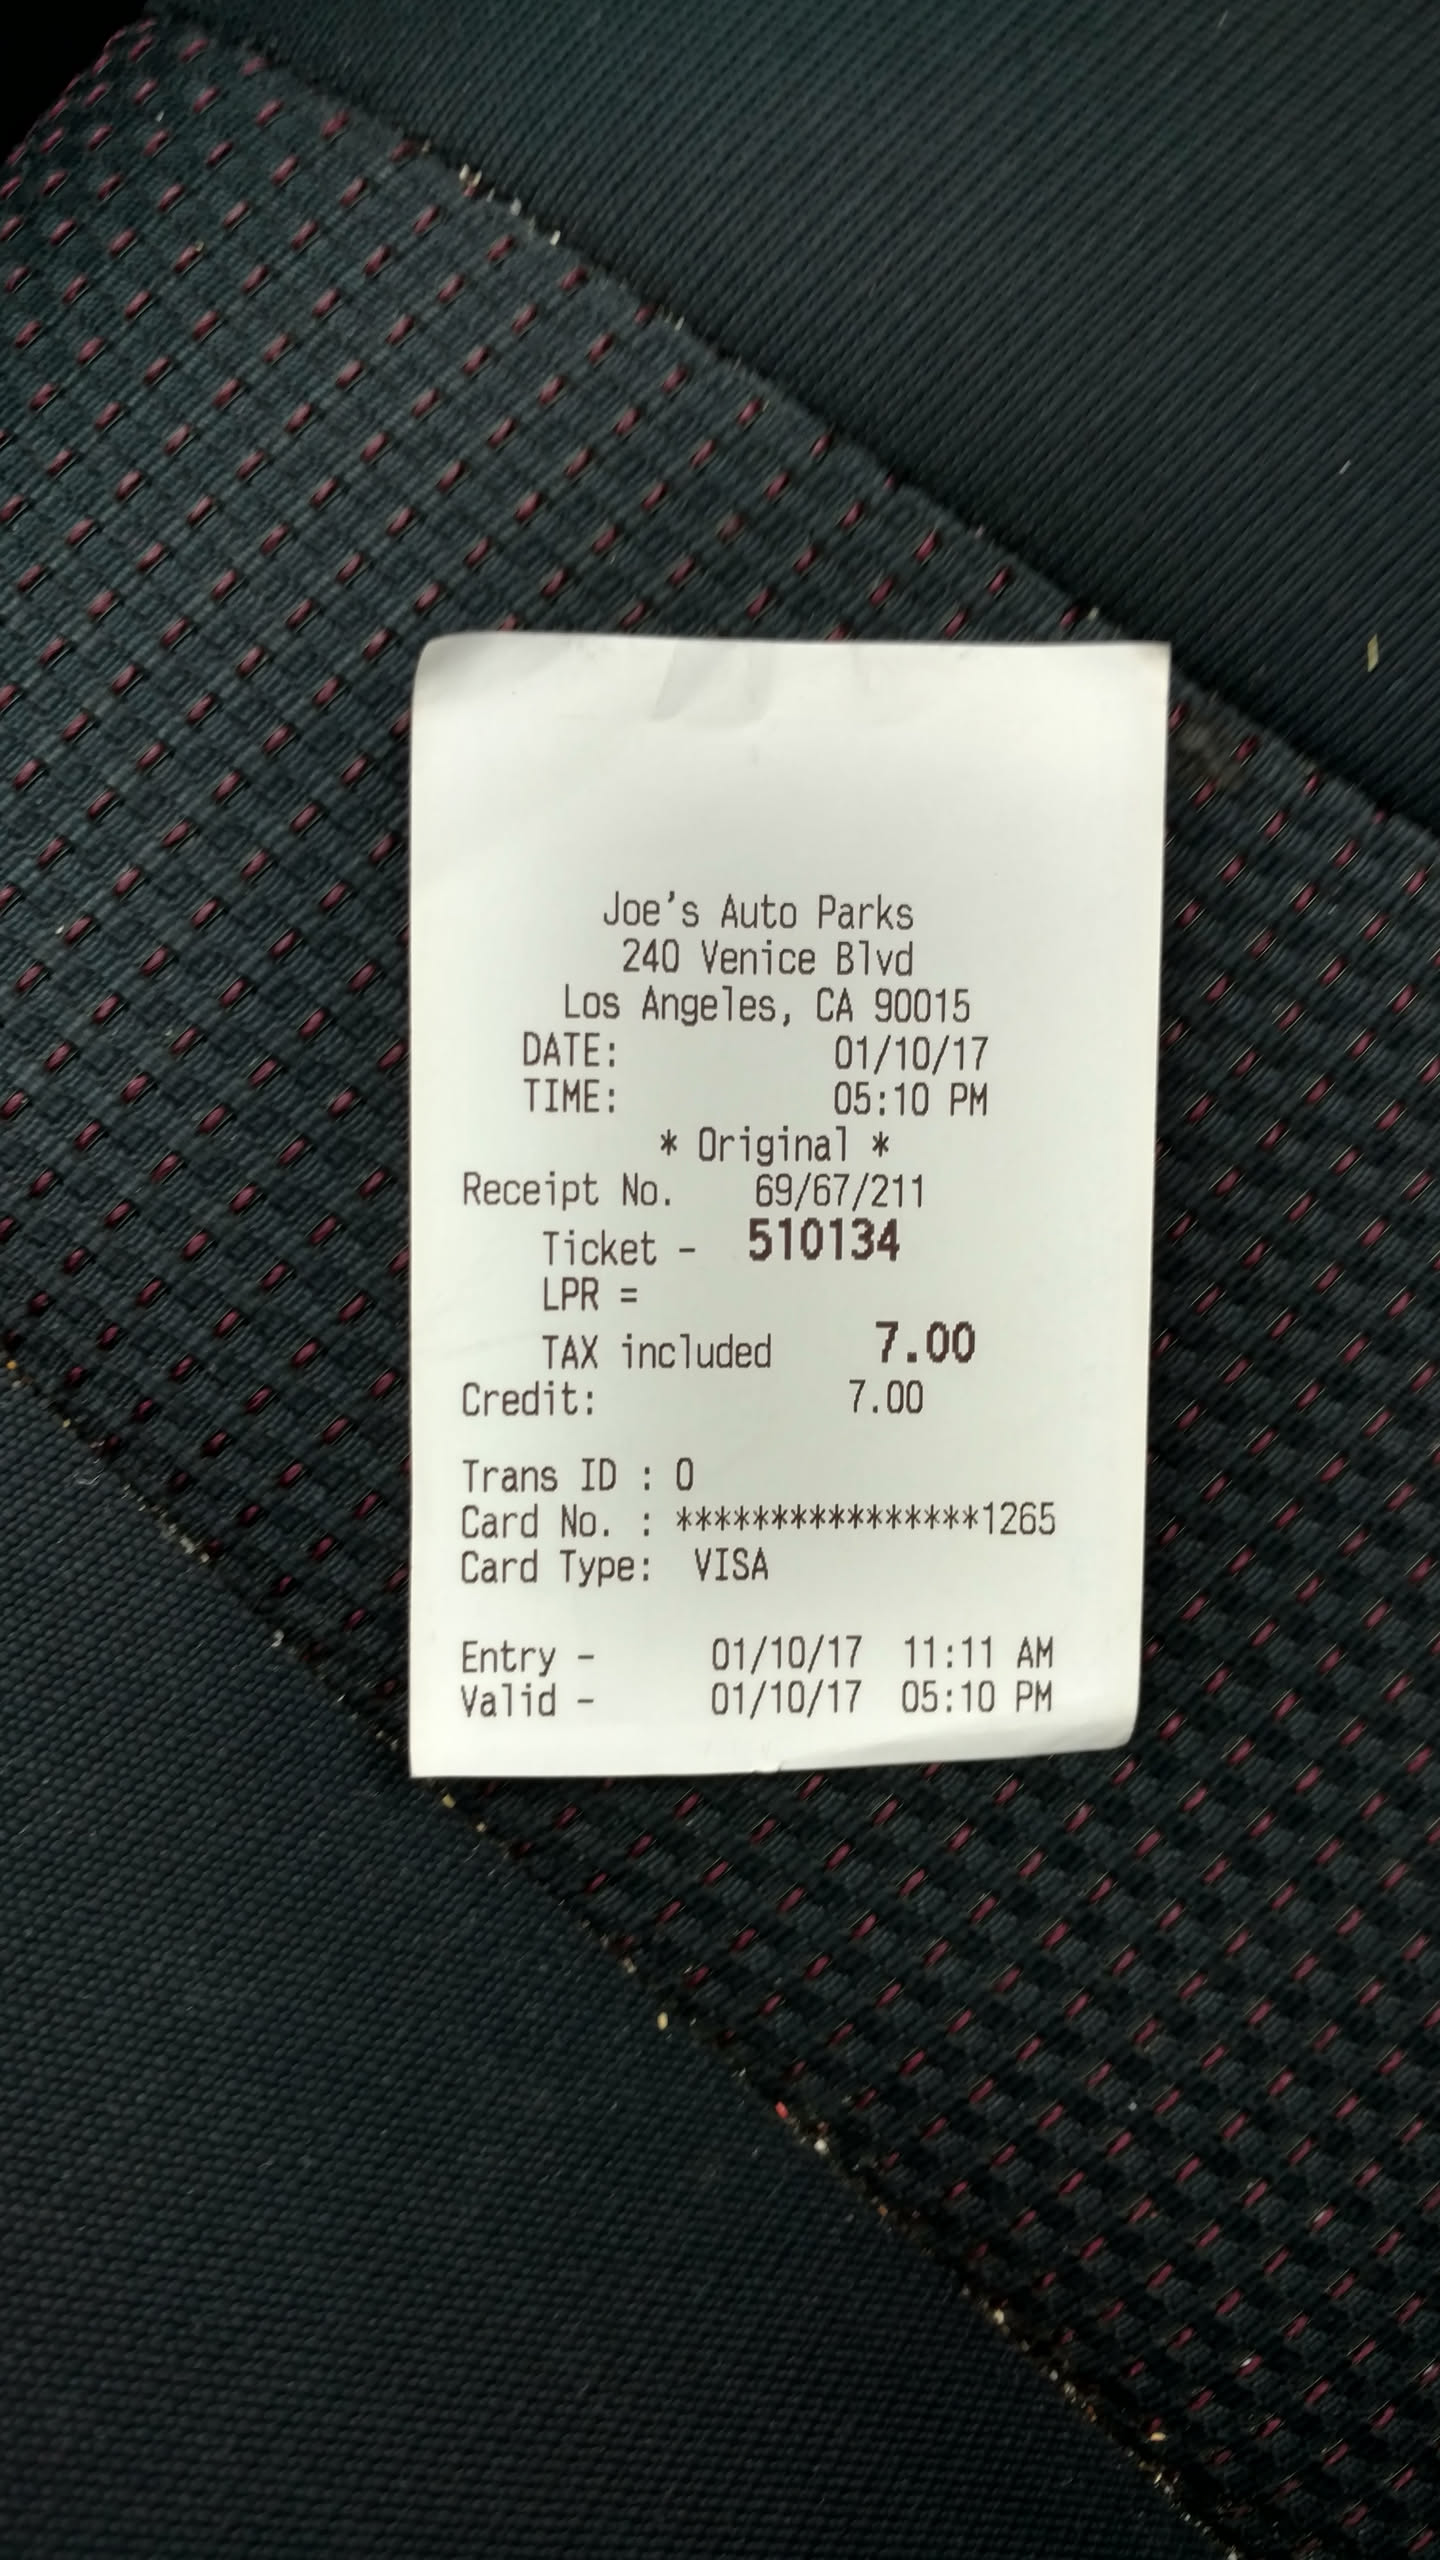 Joe's Auto Parks
240 Venice Blvd
Los Angeles, CA 90015
DATE: 01/10/17
TIME: 05:10 PM
* Original *
Receipt No. 69/67/211
Ticket - 510134
LPR =
TAX included 7.00
Credit: 7.00
Trans ID : 0
Card No. : ****************1265
Card Type: VISA
Entry - 01/10/17 11:11 AM
Valid - 01/10/17 05:10 PM